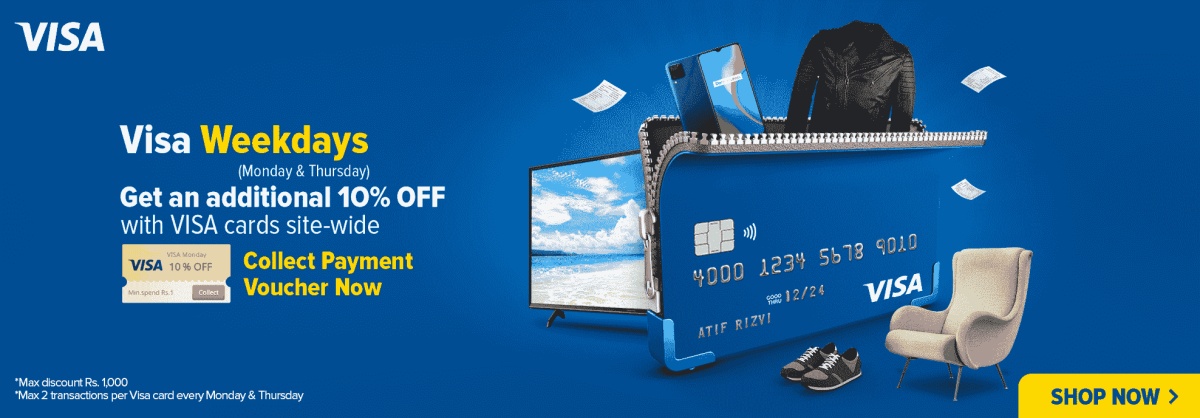 VISA
Visa Weekdays
(Monday & Thursday)
Get an additional 10% OFF
with VISA cards site-wide
VISA Monday
VISA 10% OFF
Min.spend Rs.1 Collect
Collect Payment
Voucher Now
*Max discount Rs. 1,000
*Max 2 transactions per Visa card every Monday & Thursday
4000 1234 5678 9010
GOOD
THRU 12/24
VISA
ATIF RIZVI
SHOP NOW >